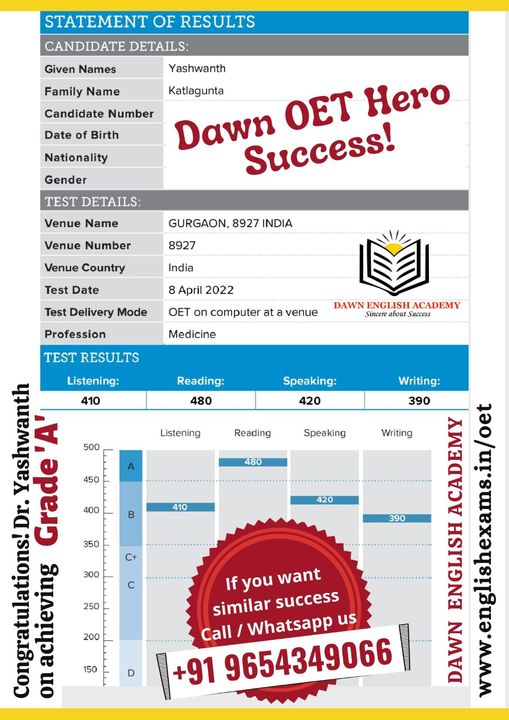 STATEMENT OF RESULTS
CANDIDATE DETAILS:
Given Names Yashwanth
Family Name Katlagunta
Candidate Number
Date of Birth
Nationality
Gender
Dawn OET Hero
Success!
TEST DETAILS:
Venue Name GURGAON, 8927 INDIA
Venue Number 8927
Venue Country India
Test Date 8 April 2022
Test Delivery Mode OET on computer at a venue
Profession Medicine
DAWN ENGLISH ACADEMY
Sincere about Success
TEST RESULTS
Listening: Reading: Speaking: Writing:
410 480 420 390
Listening Reading Speaking Writing
500
A
480
450
400
B
410
420
390
350
C+
300
C
250
200
150
D
If you want
similar success
Call / Whatsapp us
+91 9654349066
Congratulations! Dr. Yashwanth
on achieving Grade 'A'
DAWN ENGLISH ACADEMY
www.englishexams.in/oet